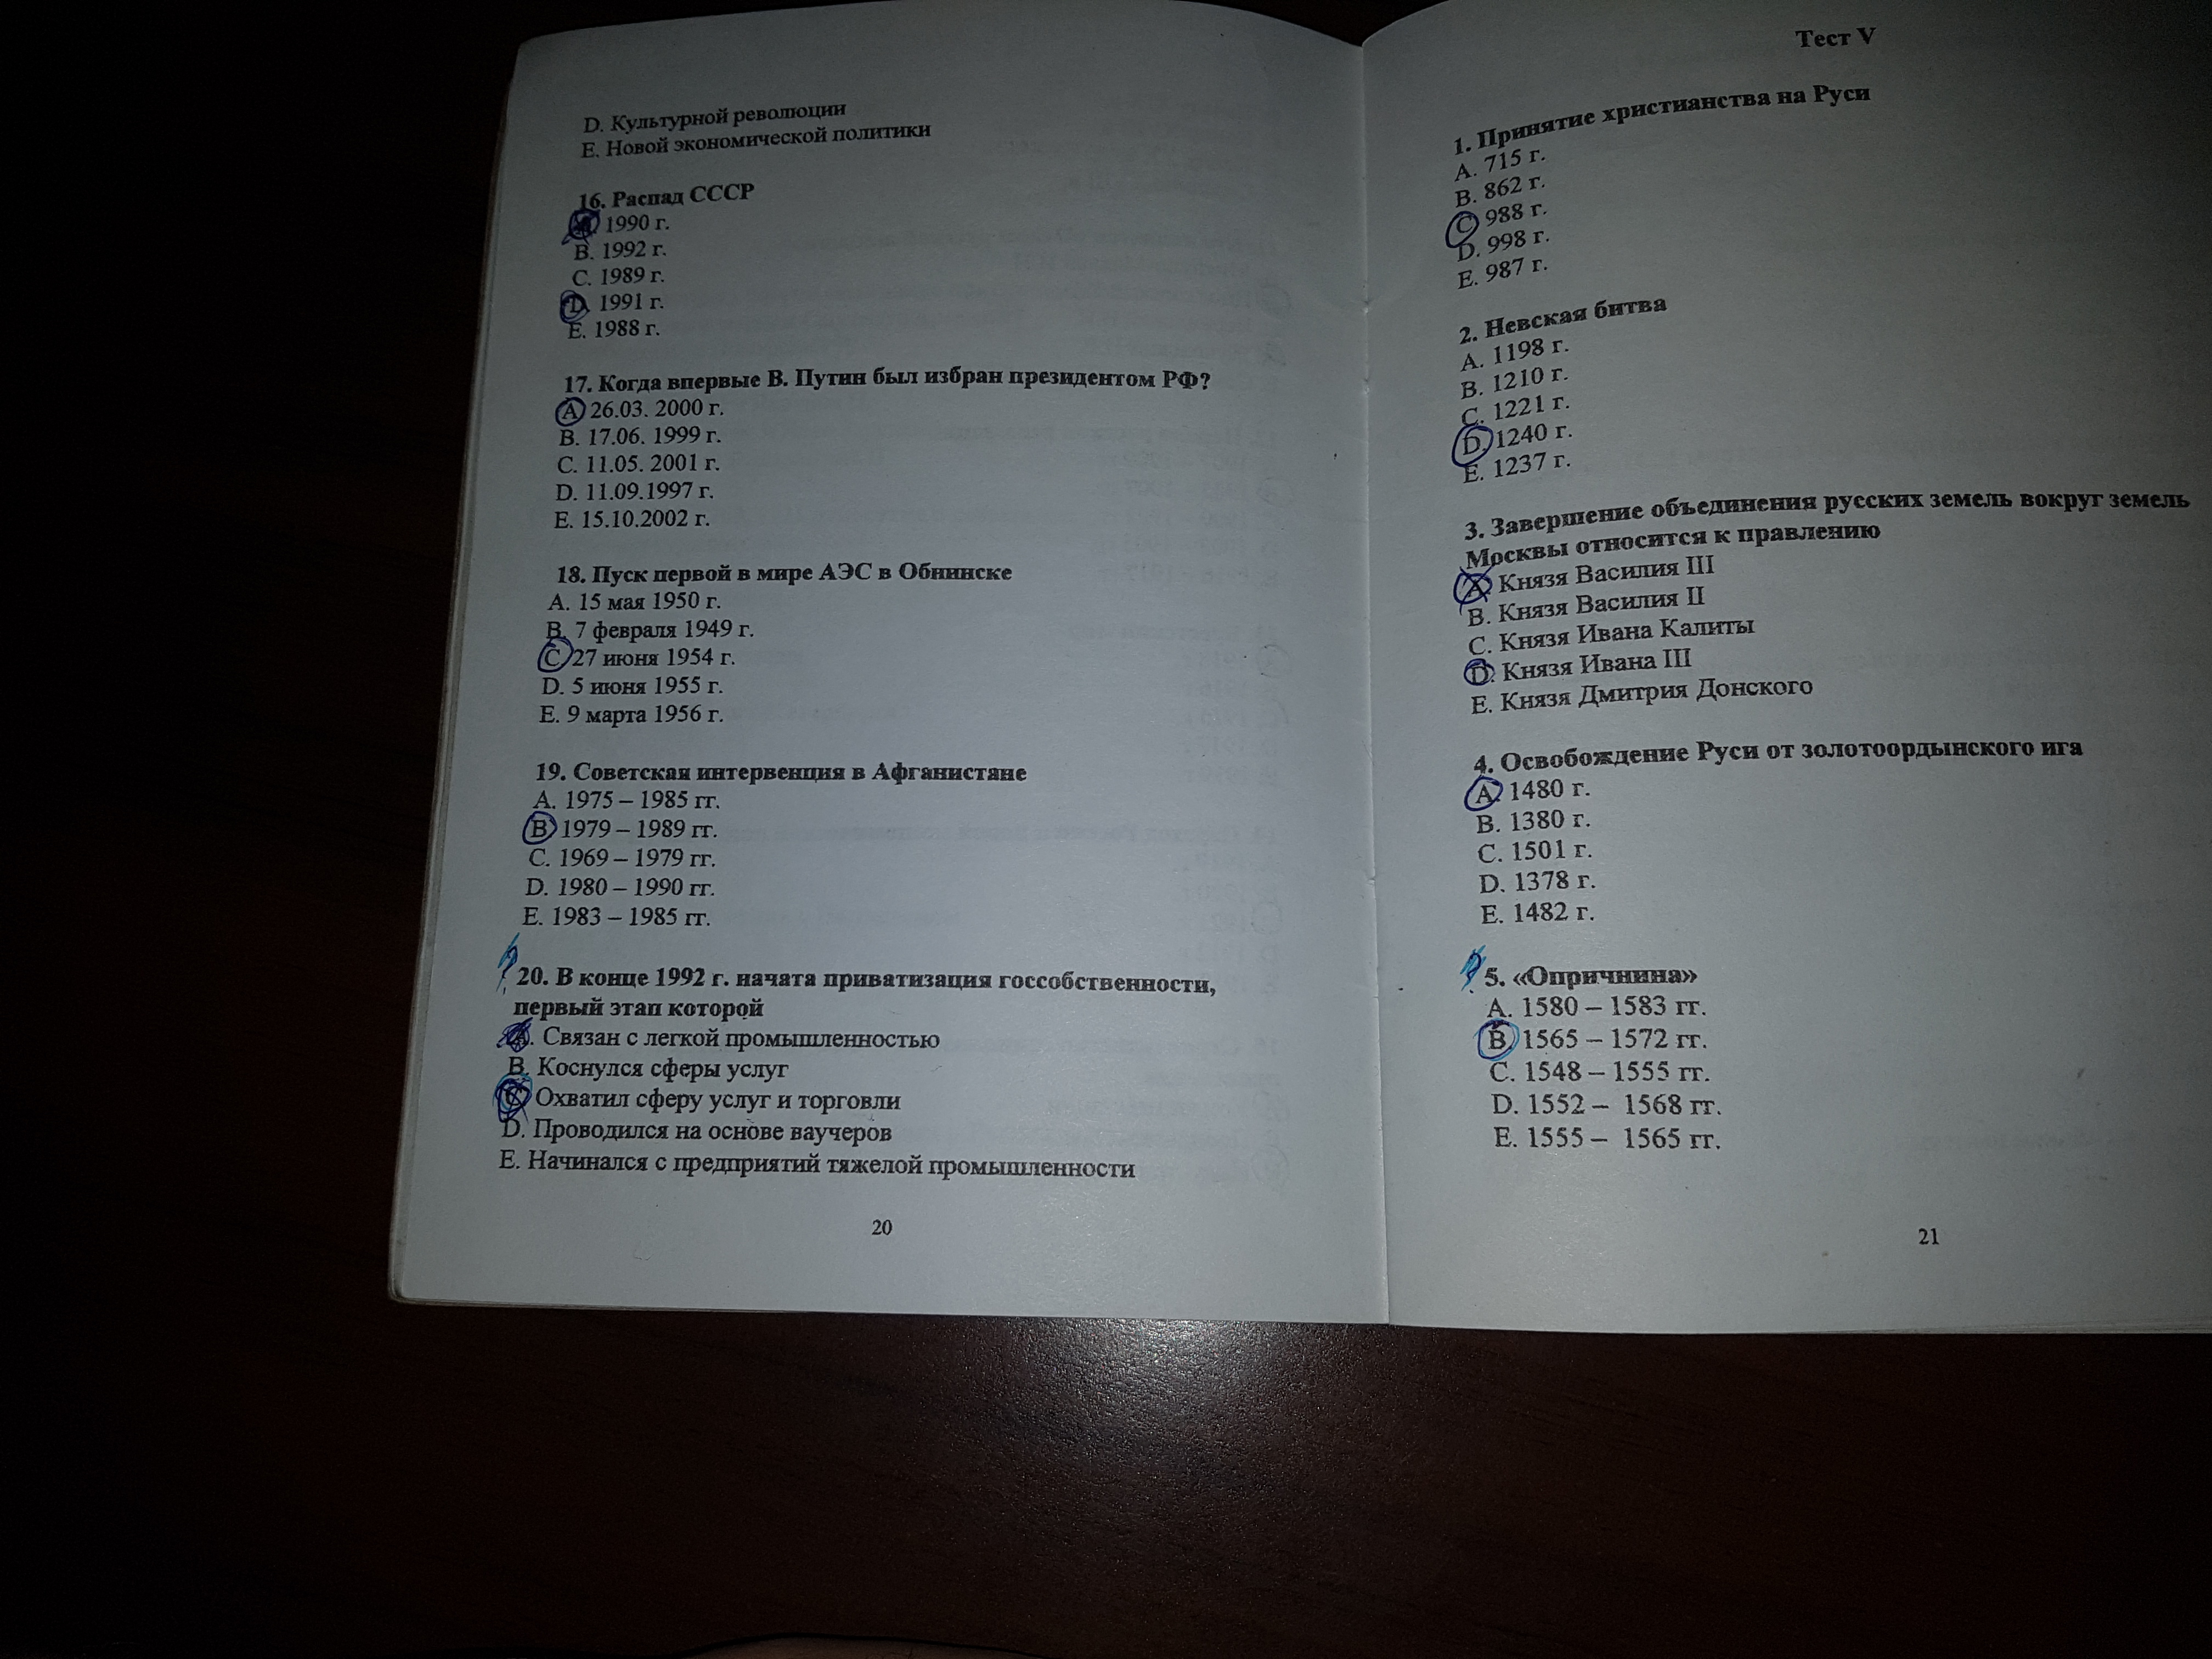 D. Культурной революции
E. Новой экономической политики
16. Распад СССР
A. 1990 г.
B. 1992 г.
C. 1989 г.
D. 1991 г.
E. 1988 г.
17. Когда впервые В. Путин был избран президентом РФ?
A 26.03. 2000 г.
B. 17.06. 1999 г.
C. 11.05. 2001 г.
D. 11.09.1997 г.
E. 15.10.2002 г.
18. Пуск первой в мире АЭС в Обнинске
A. 15 мая 1950 г.
B. 7 февраля 1949 г.
C. 27 июня 1954 г.
D. 5 июня 1955 г.
E. 9 марта 1956 г.
19. Советская интервенция в Афганистане
A. 1975 – 1985 гг.
B 1979 – 1989 гг.
C. 1969 – 1979 гг.
D. 1980 – 1990 гг.
E. 1983 – 1985 гг.
? 20. В конце 1992 г. начата приватизация госсобственности,
первый этап которой
A. Связан с легкой промышленностью
B. Коснулся сферы услуг
C. Охватил сферу услуг и торговли
D. Проводился на основе ваучеров
E. Начинался с предприятий тяжелой промышленности
20
Тест V
1. Принятие христианства на Руси
A. 715 г.
B. 862 г.
C 988 г.
D. 998 г.
E. 987 г.
2. Невская битва
A. 1198 г.
B. 1210 г.
C. 1221 г.
D. 1240 г.
E. 1237 г.
3. Завершение объединения русских земель вокруг земель
Москвы относится к правлению
A. Князя Василия III
B. Князя Василия II
C. Князя Ивана Калиты
D. Князя Ивана III
E. Князя Дмитрия Донского
4. Освобождение Руси от золотоордынского ига
A. 1480 г.
B. 1380 г.
C. 1501 г.
D. 1378 г.
E. 1482 г.
? 5. «Опричнина»
A. 1580 – 1583 гг.
B. 1565 – 1572 гг.
C. 1548 – 1555 гг.
D. 1552 – 1568 гг.
E. 1555 – 1565 гг.
21